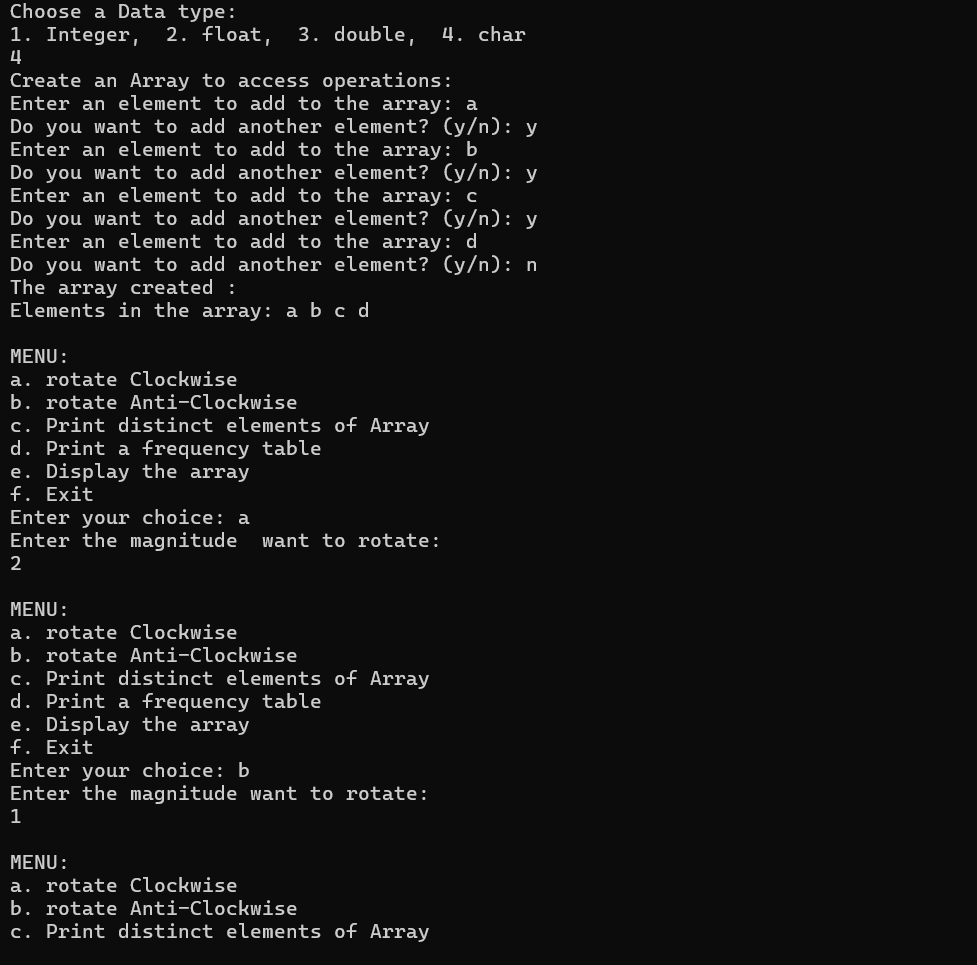 Choose a Data type:
1. Integer,  2. float,  3. double,  4. char
4
Create an Array to access operations:
Enter an element to add to the array: a
Do you want to add another element? (y/n): y
Enter an element to add to the array: b
Do you want to add another element? (y/n): y
Enter an element to add to the array: c
Do you want to add another element? (y/n): y
Enter an element to add to the array: d
Do you want to add another element? (y/n): n
The array created :
Elements in the array: a b c d

MENU:
a. rotate Clockwise
b. rotate Anti-Clockwise
c. Print distinct elements of Array
d. Print a frequency table
e. Display the array
f. Exit
Enter your choice: a
Enter the magnitude  want to rotate:
2

MENU:
a. rotate Clockwise
b. rotate Anti-Clockwise
c. Print distinct elements of Array
d. Print a frequency table
e. Display the array
f. Exit
Enter your choice: b
Enter the magnitude want to rotate:
1

MENU:
a. rotate Clockwise
b. rotate Anti-Clockwise
c. Print distinct elements of Array